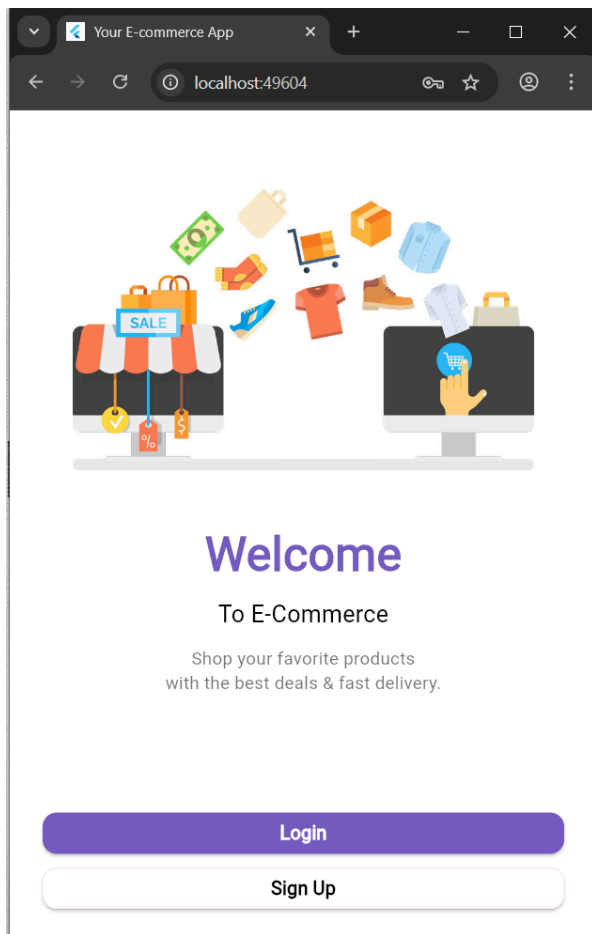 Your E-commerce App
localhost:49604
SALE
%
$
Welcome
To E-Commerce
Shop your favorite products
with the best deals & fast delivery.
Login
Sign Up